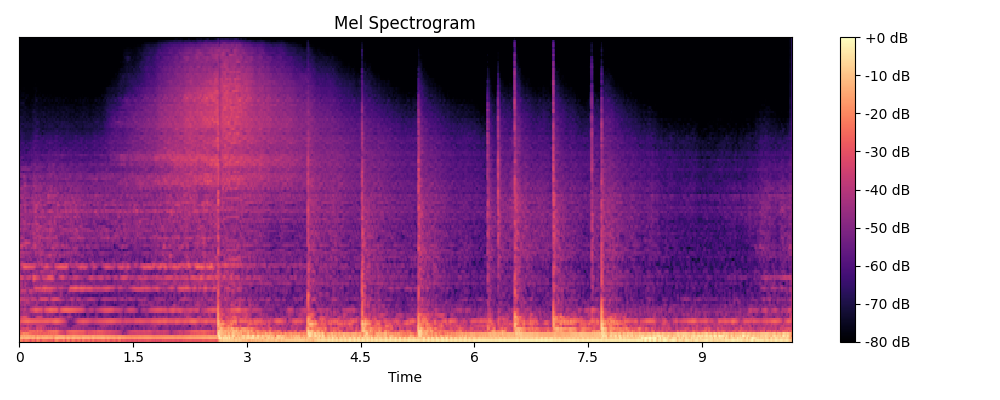 Mel Spectrogram
+0 dB
-10 dB
-20 dB
-30 dB
-40 dB
-50 dB
-60 dB
-70 dB
-80 dB
0 1.5 3 4.5 6 7.5 9
Time